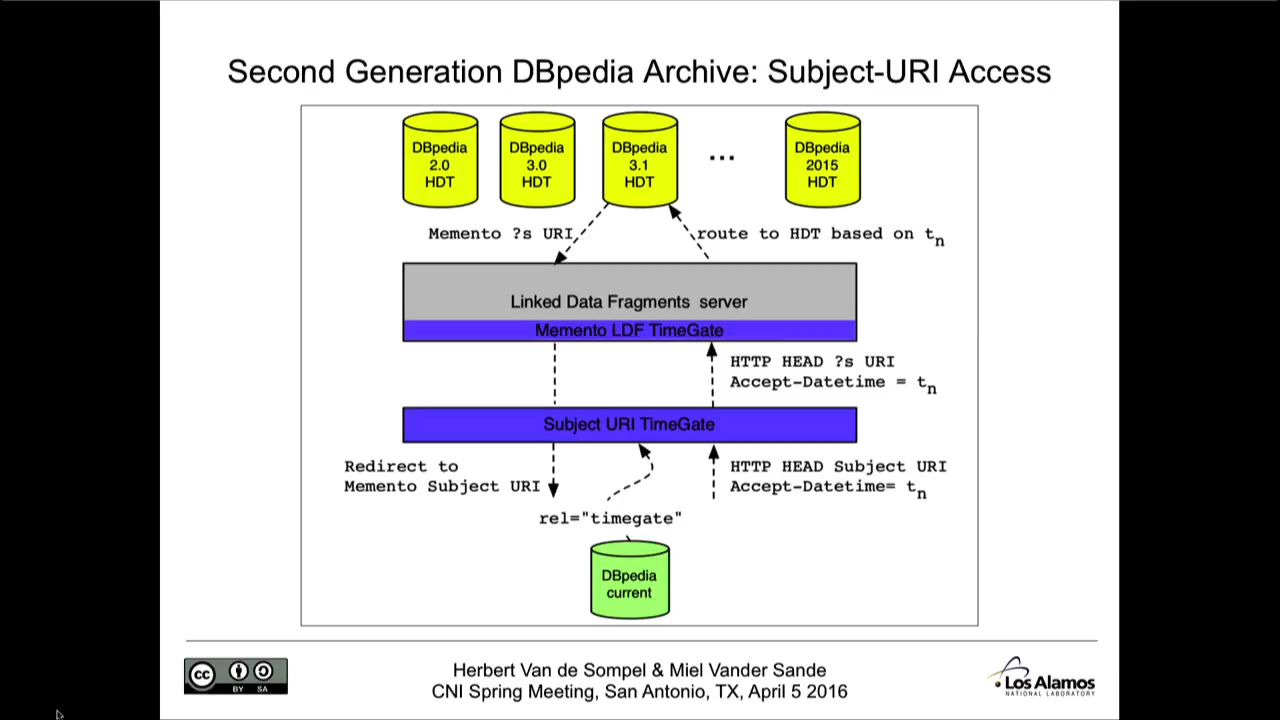 Second Generation DBpedia Archive: Subject-URI Access
DBpedia
2.0
HDT
DBpedia
3.0
HDT
DBpedia
3.1
HDT
...
DBpedia
2015
HDT
Memento ?s URI
route to HDT based on tn
Linked Data Fragments server
Memento LDF TimeGate
HTTP HEAD ?s URI
Accept-Datetime = tn
Subject URI TimeGate
Redirect to
Memento Subject URI
HTTP HEAD Subject URI
Accept-Datetime= tn
rel="timegate"
DBpedia
current
cc
BY SA
Herbert Van de Sompel & Miel Vander Sande
CNI Spring Meeting, San Antonio, TX, April 5 2016
Los Alamos
NATIONAL LABORATORY